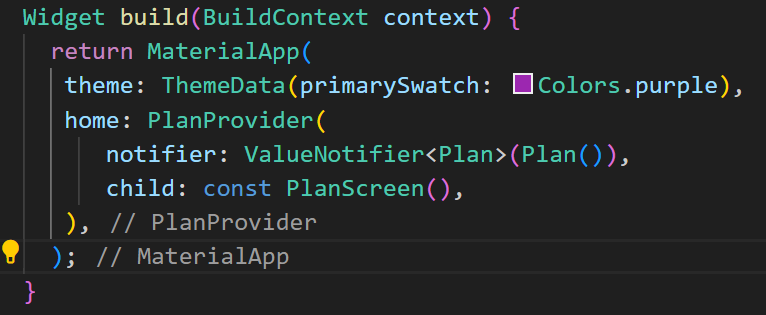 Widget build(BuildContext context) {
  return MaterialApp(
   theme: ThemeData(primarySwatch: Colors.purple),
   home: PlanProvider(
      notifier: ValueNotifier<Plan>(Plan()),
      child: const PlanScreen(),
   ), // PlanProvider
  ); // MaterialApp
}